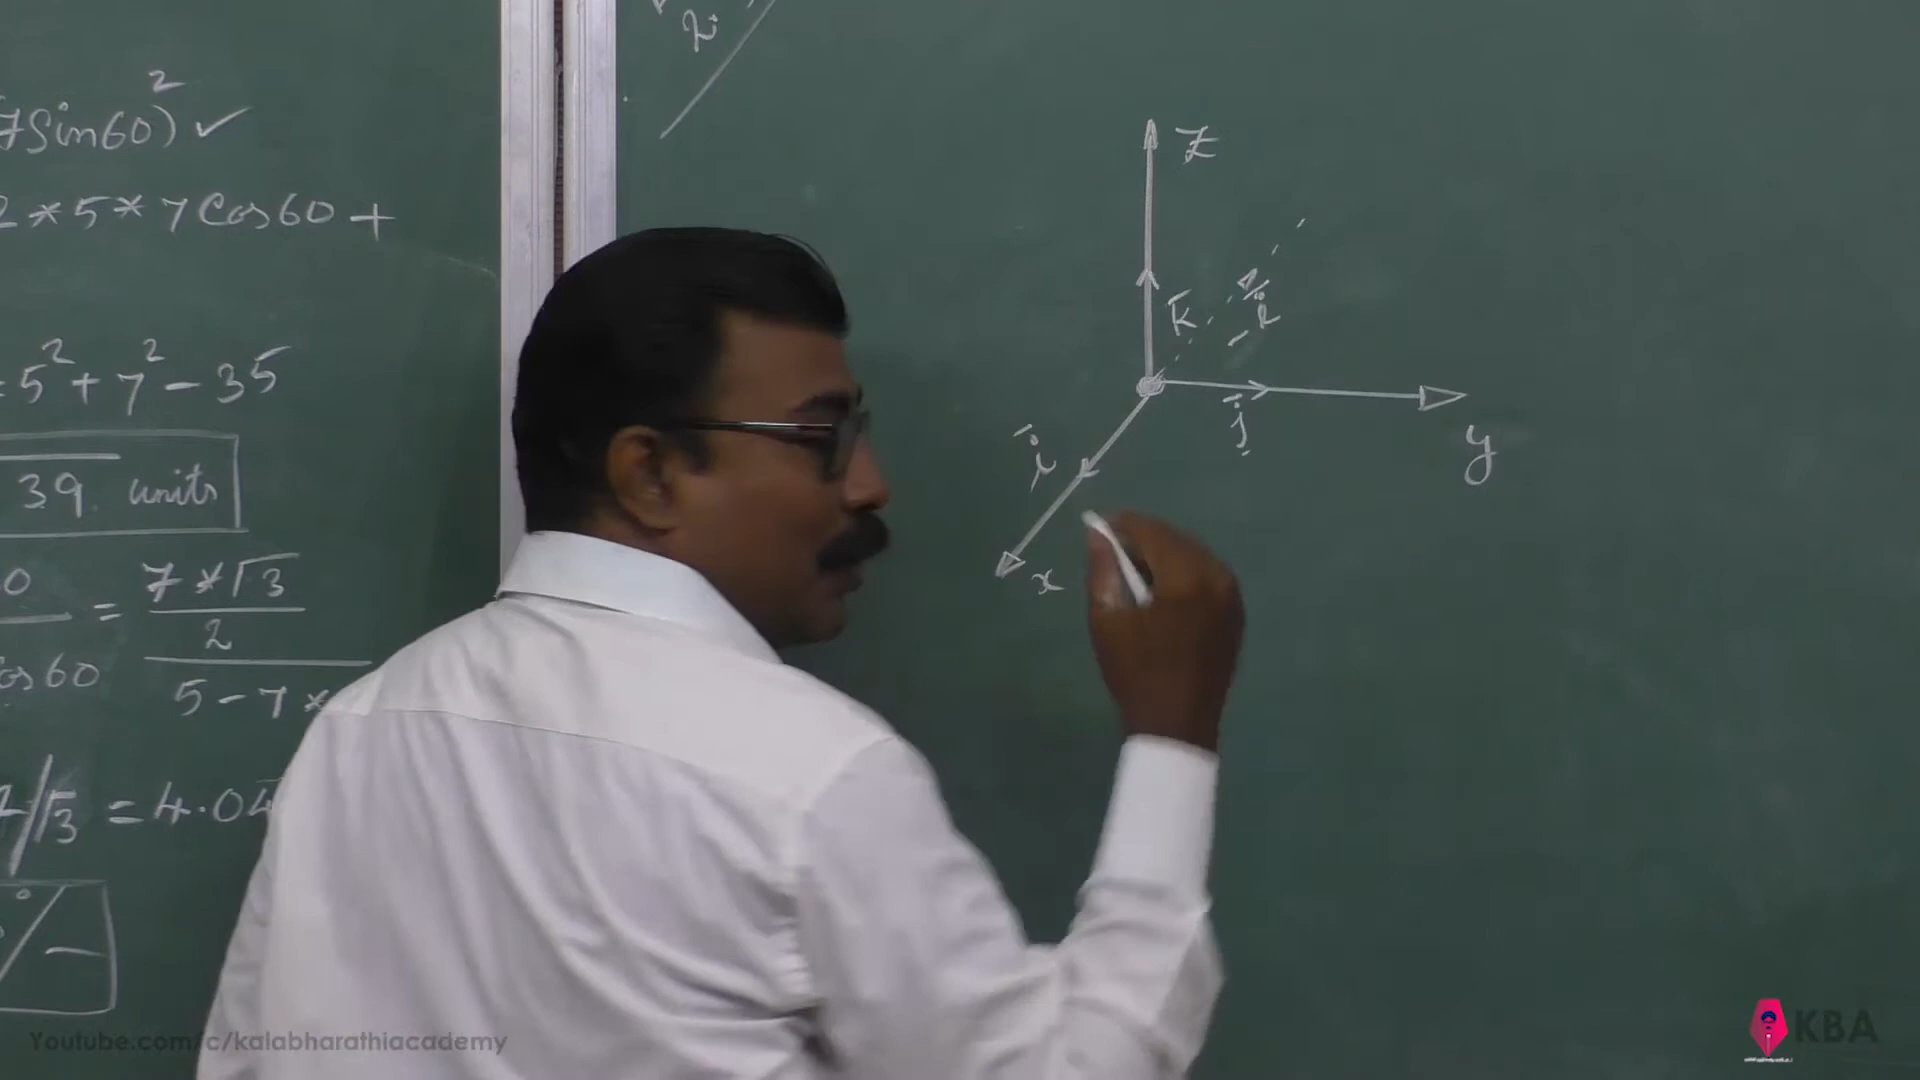 7Sin60)² ✓
2*5*7Cos60 +
= 5² + 7² - 35
39 units
= 7*√3
2
os60
5-7*
/√3 = 4.04
z
k̄
j̄
y
ī
x
Youtube.com/c/kalabharathiacademy
KBA